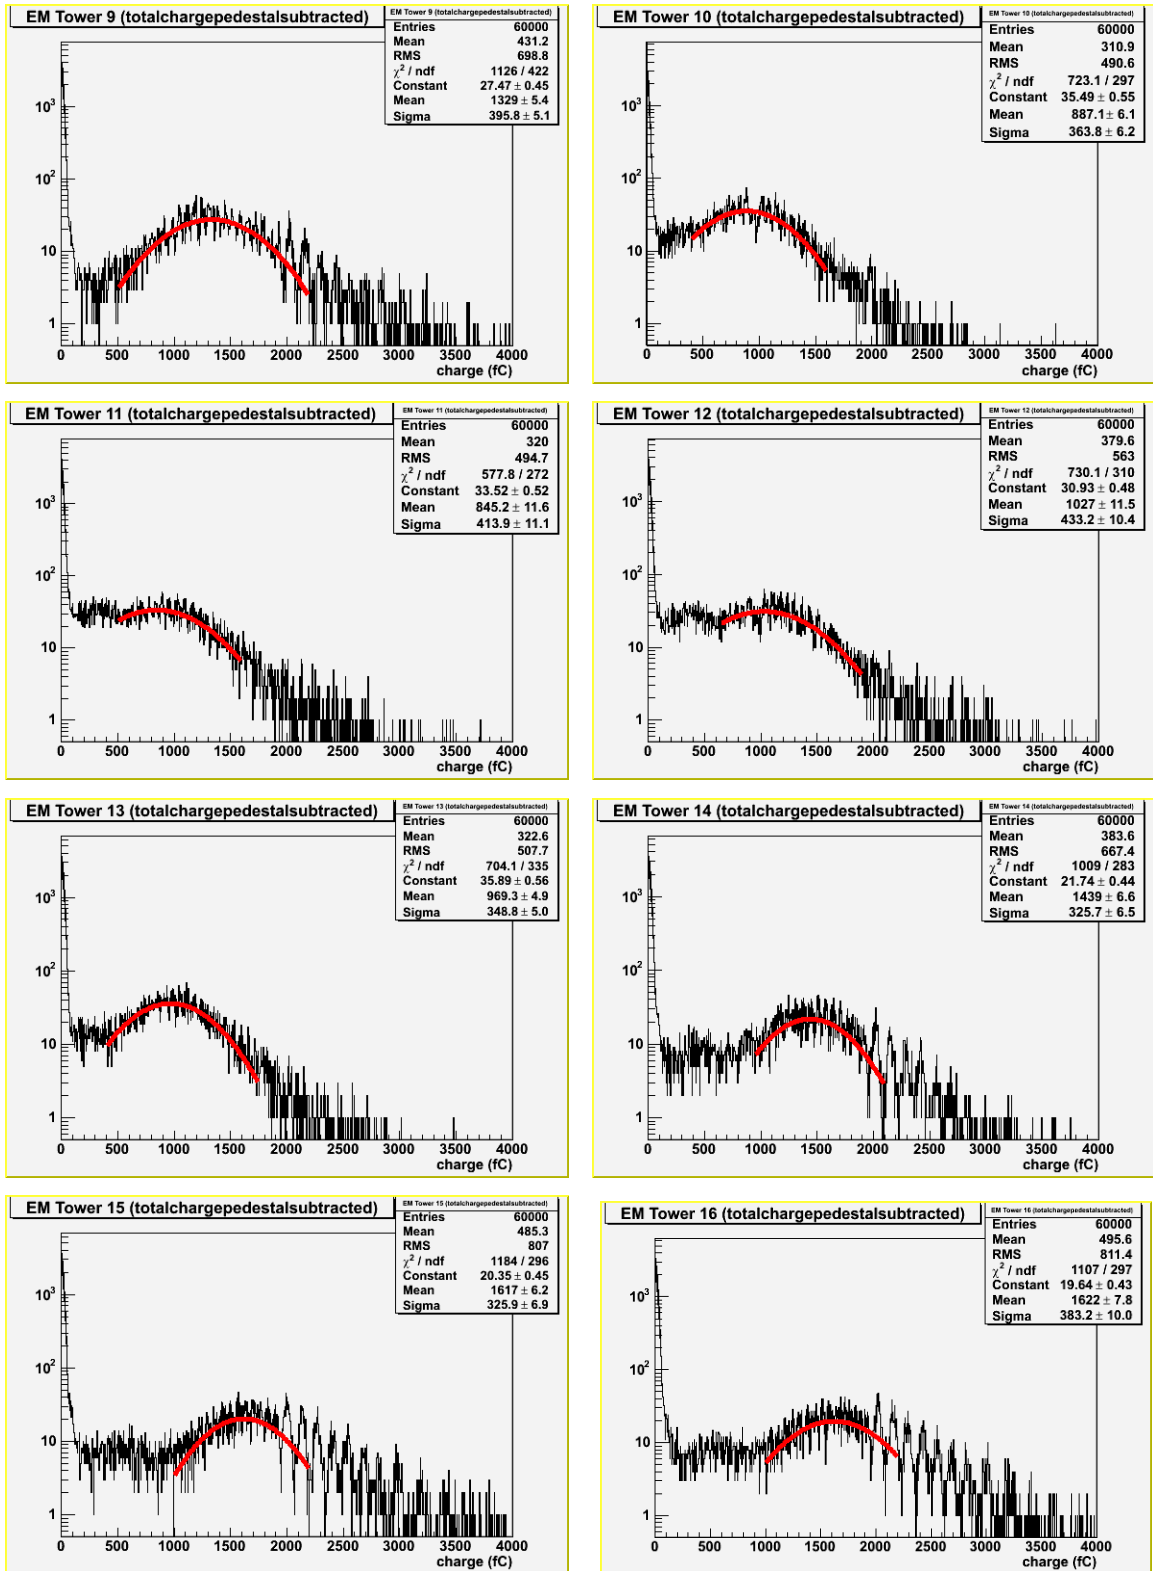 EM Tower 9 (totalchargepedestalsubtracted)
EM Tower 9 (totalchargepedestalsubtracted)
Entries 60000
Mean 431.2
RMS 698.8
χ² / ndf 1126 / 422
Constant 27.47 ± 0.45
Mean 1329 ± 5.4
Sigma 395.8 ± 5.1
10³
10²
10
1
0 500 1000 1500 2000 2500 3000 3500 4000
charge (fC)
EM Tower 10 (totalchargepedestalsubtracted)
EM Tower 10 (totalchargepedestalsubtracted)
Entries 60000
Mean 310.9
RMS 490.6
χ² / ndf 723.1 / 297
Constant 35.49 ± 0.55
Mean 887.1 ± 6.1
Sigma 363.8 ± 6.2
10³
10²
10
1
0 500 1000 1500 2000 2500 3000 3500 4000
charge (fC)
EM Tower 11 (totalchargepedestalsubtracted)
EM Tower 11 (totalchargepedestalsubtracted)
Entries 60000
Mean 320
RMS 494.7
χ² / ndf 577.8 / 272
Constant 33.52 ± 0.52
Mean 845.2 ± 11.6
Sigma 413.9 ± 11.1
10³
10²
10
1
0 500 1000 1500 2000 2500 3000 3500 4000
charge (fC)
EM Tower 12 (totalchargepedestalsubtracted)
EM Tower 12 (totalchargepedestalsubtracted)
Entries 60000
Mean 379.6
RMS 563
χ² / ndf 730.1 / 310
Constant 30.93 ± 0.48
Mean 1027 ± 11.5
Sigma 433.2 ± 10.4
10³
10²
10
1
0 500 1000 1500 2000 2500 3000 3500 4000
charge (fC)
EM Tower 13 (totalchargepedestalsubtracted)
EM Tower 13 (totalchargepedestalsubtracted)
Entries 60000
Mean 322.6
RMS 507.7
χ² / ndf 704.1 / 335
Constant 35.89 ± 0.56
Mean 969.3 ± 4.9
Sigma 348.8 ± 5.0
10³
10²
10
1
0 500 1000 1500 2000 2500 3000 3500 4000
charge (fC)
EM Tower 14 (totalchargepedestalsubtracted)
EM Tower 14 (totalchargepedestalsubtracted)
Entries 60000
Mean 383.6
RMS 667.4
χ² / ndf 1009 / 283
Constant 21.74 ± 0.44
Mean 1439 ± 6.6
Sigma 325.7 ± 6.5
10³
10²
10
1
0 500 1000 1500 2000 2500 3000 3500 4000
charge (fC)
EM Tower 15 (totalchargepedestalsubtracted)
EM Tower 15 (totalchargepedestalsubtracted)
Entries 60000
Mean 485.3
RMS 807
χ² / ndf 1184 / 296
Constant 20.35 ± 0.45
Mean 1617 ± 6.2
Sigma 325.9 ± 6.9
10³
10²
10
1
0 500 1000 1500 2000 2500 3000 3500 4000
charge (fC)
EM Tower 16 (totalchargepedestalsubtracted)
EM Tower 16 (totalchargepedestalsubtracted)
Entries 60000
Mean 495.6
RMS 811.4
χ² / ndf 1107 / 297
Constant 19.64 ± 0.43
Mean 1622 ± 7.8
Sigma 383.2 ± 10.0
10³
10²
10
1
0 500 1000 1500 2000 2500 3000 3500 4000
charge (fC)